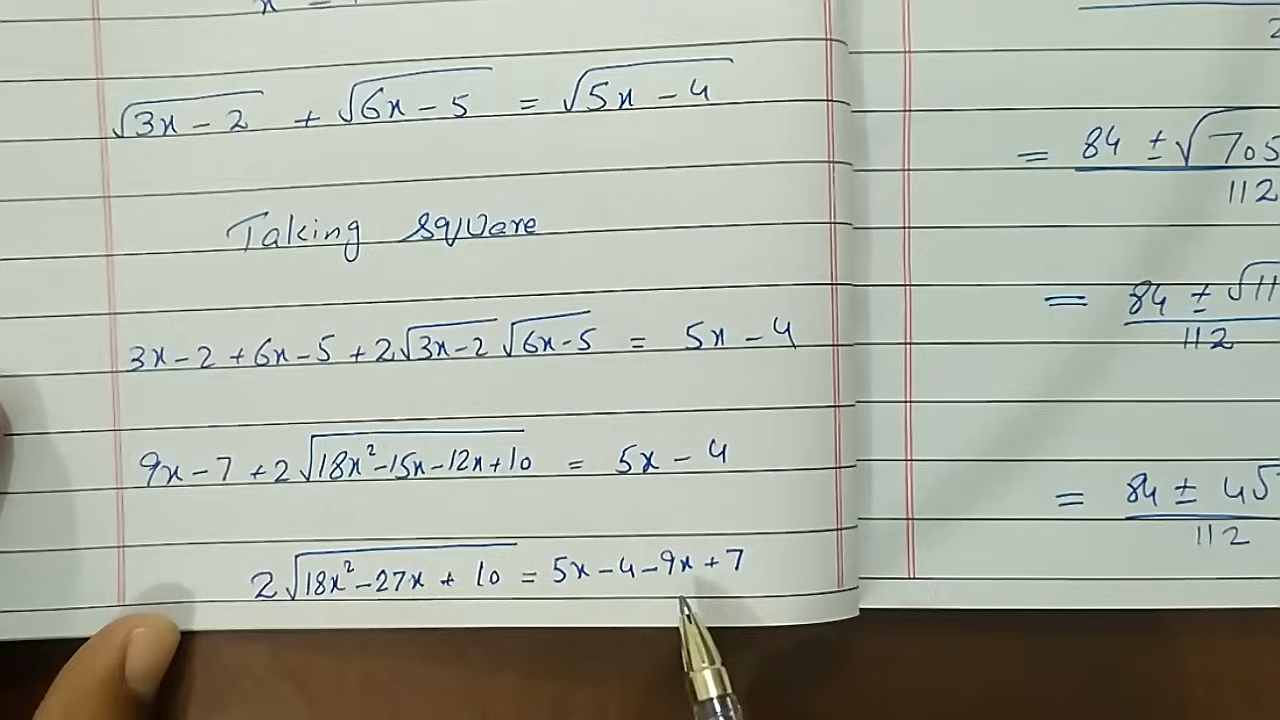 √3x - 2 + √6x - 5 = √5x - 4
Taking square
3x - 2 + 6x - 5 + 2√3x-2 √6x-5 = 5x - 4
9x - 7 + 2√18x²-15x-12x+10 = 5x - 4
2√18x²-27x + 10 = 5x - 4 - 9x + 7
= 84 ± √705
112
= 84 ± √11
112
= 84 ± 4√
112